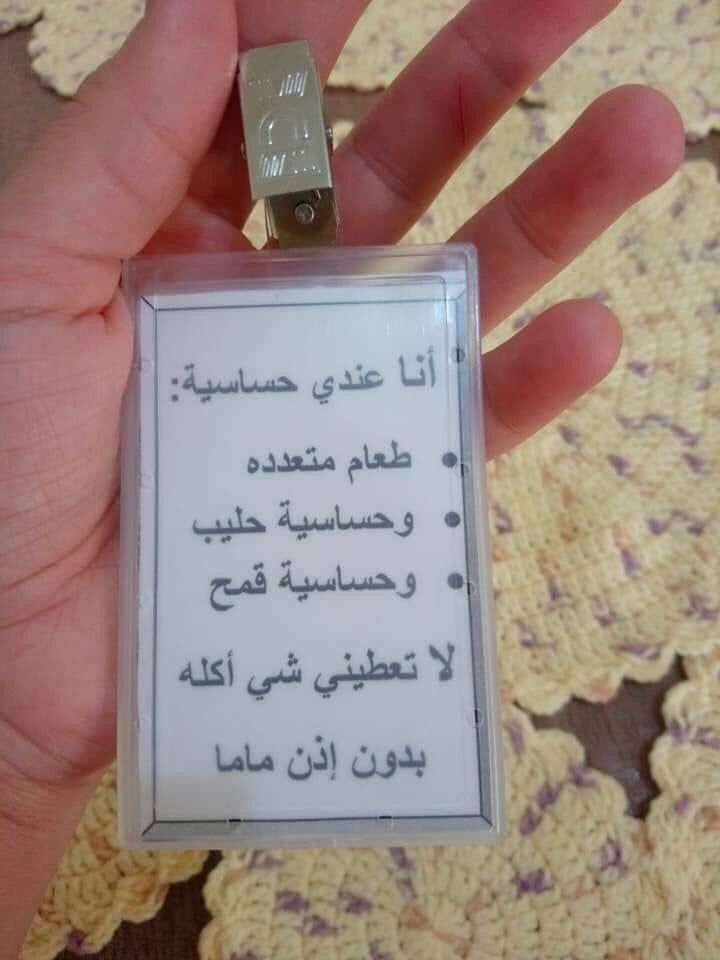 أنا عندي حساسية:
• طعام متعدده
• وحساسية حليب
• وحساسية قمح
لا تعطيني شي أكله
بدون إذن ماما